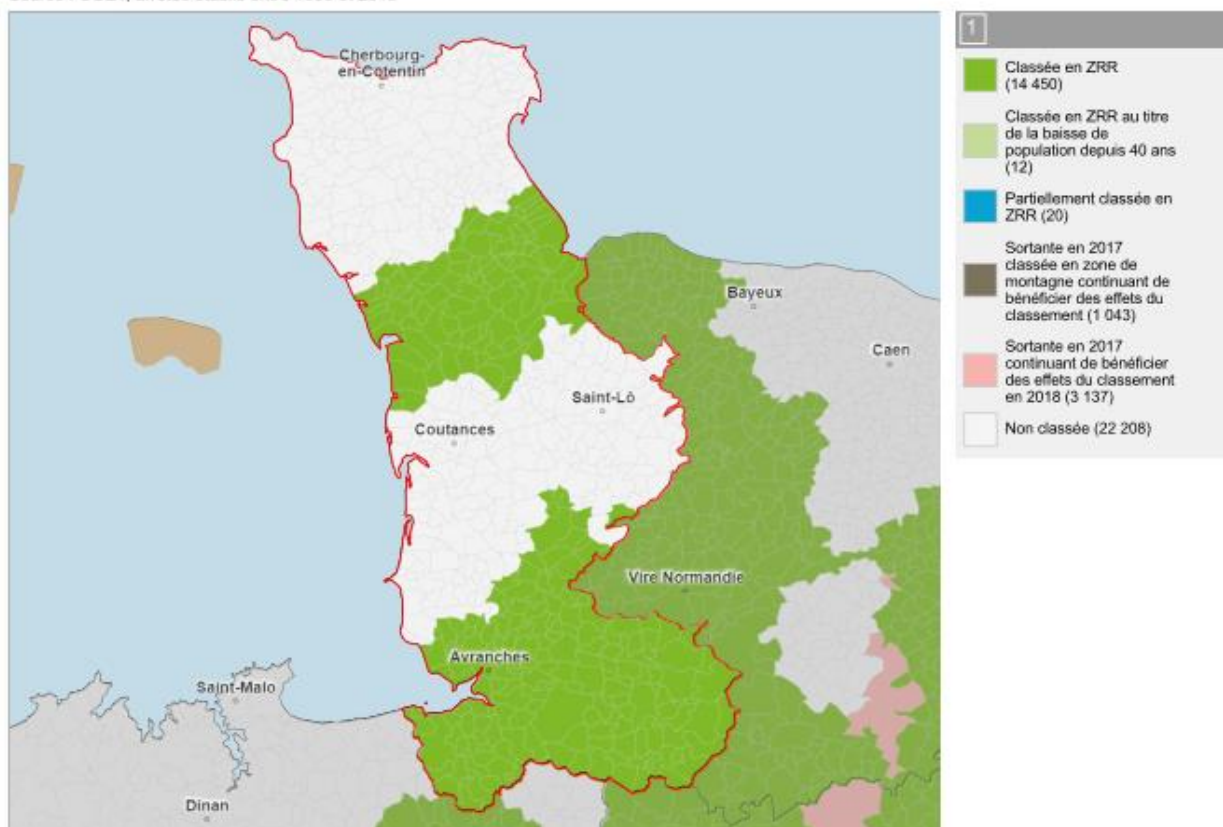 1
Classée en ZRR
(14 450)
Classée en ZRR au titre
de la baisse de
population depuis 40 ans
(12)
Partiellement classée en
ZRR (20)
Sortante en 2017
classée en zone de
montagne continuant de
bénéficier des effets du
classement (1 043)
Sortante en 2017
continuant de bénéficier
des effets du classement
en 2018 (3 137)
Non classée (22 208)
Cherbourg-
en-Cotentin
Bayeux
Caen
Saint-Lô
Coutances
Vire Normandie
Avranches
Saint-Malo
Dinan